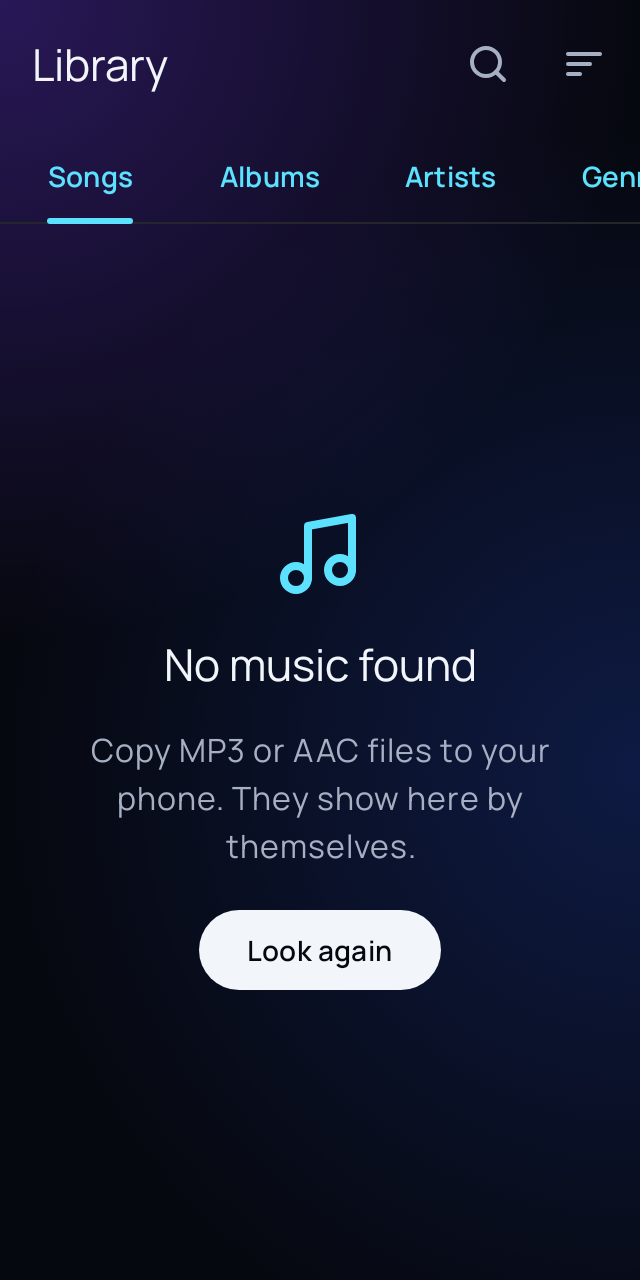 Library
Songs Albums Artists Genr
No music found
Copy MP3 or AAC files to your
phone. They show here by
themselves.
Look again